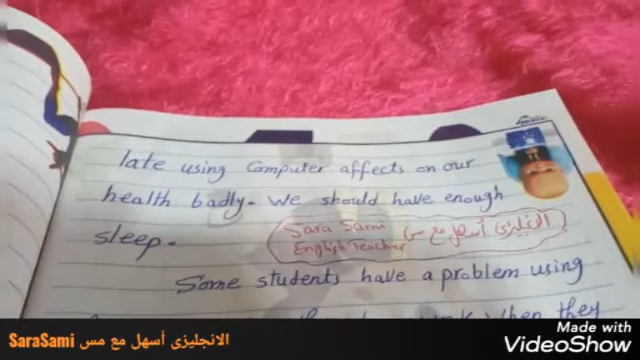 late using Computer affects on our
health badly. We should have enough
sleep.
Sara Sami الانجليزى أسهل مع مس
English Teacher
Some students have a problem using
when they
SaraSami الانجليزى أسهل مع مس
Made with
VideoShow